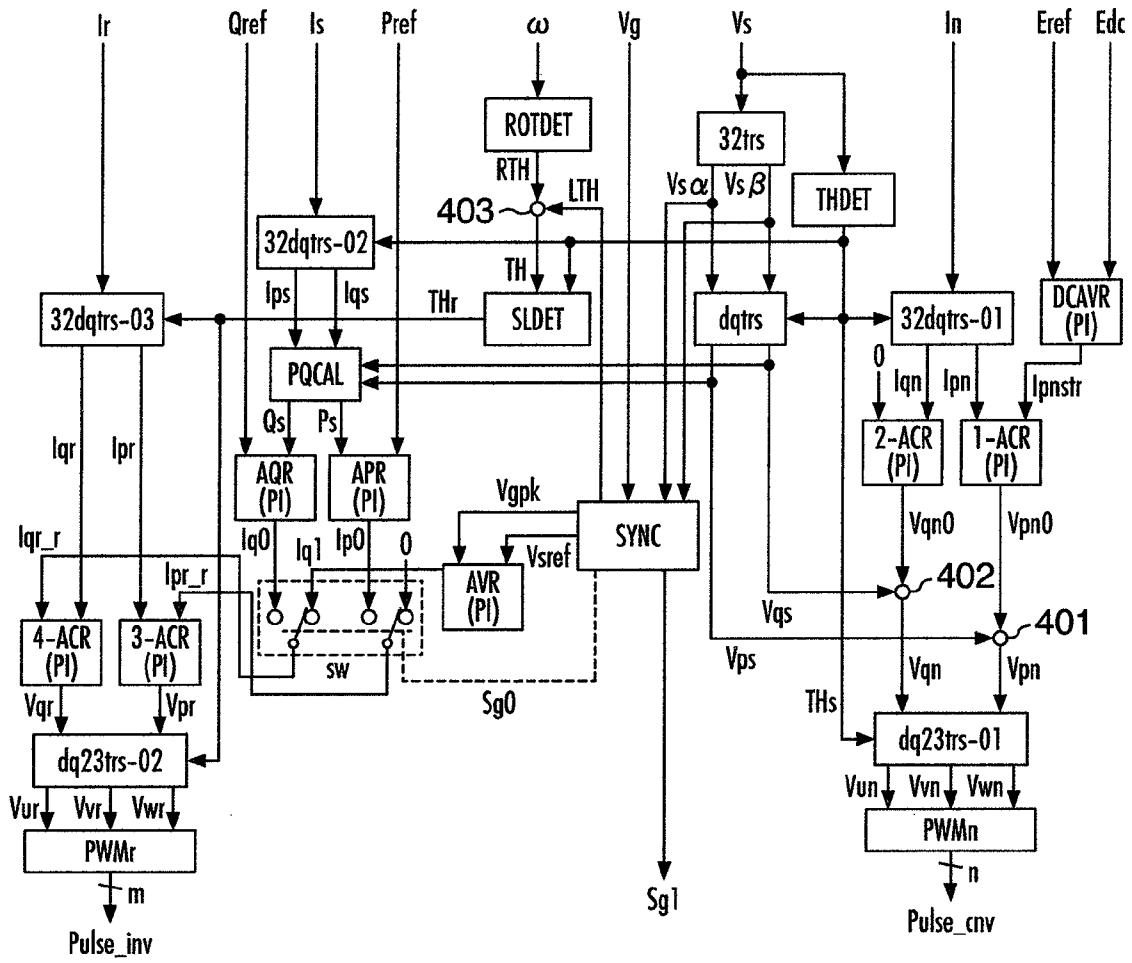 Ir Qref Is Pref ω Vg Vs In Eref Edc
ROTDET
32trs
RTH LTH Vsα Vsβ
THDET
403
32dqtrs-02
TH
Ips Iqs
32dqtrs-03
THr
SLDET
dqtrs
32dqtrs-01
DCAVR
(PI)
PQCAL
0 Iqn Ipn Ipnstr
Qs Ps
Iqr Ipr
AQR
(PI)
APR
(PI)
2-ACR
(PI)
1-ACR
(PI)
Vgpk
SYNC
Iqr_r Iq0 Iq1 Ip0 0 Vsref
Vqn0 Vpn0
Ipr_r
AVR
(PI)
402
Vqs
401
4-ACR
(PI)
3-ACR
(PI)
sw
Vps
Vqn Vpn
Sg0
THs
Vqr Vpr
dq23trs-02
dq23trs-01
Vur Vvr Vwr
Vun Vvn Vwn
PWMr
PWMn
m
n
Sg1
Pulse_inv
Pulse_cnv